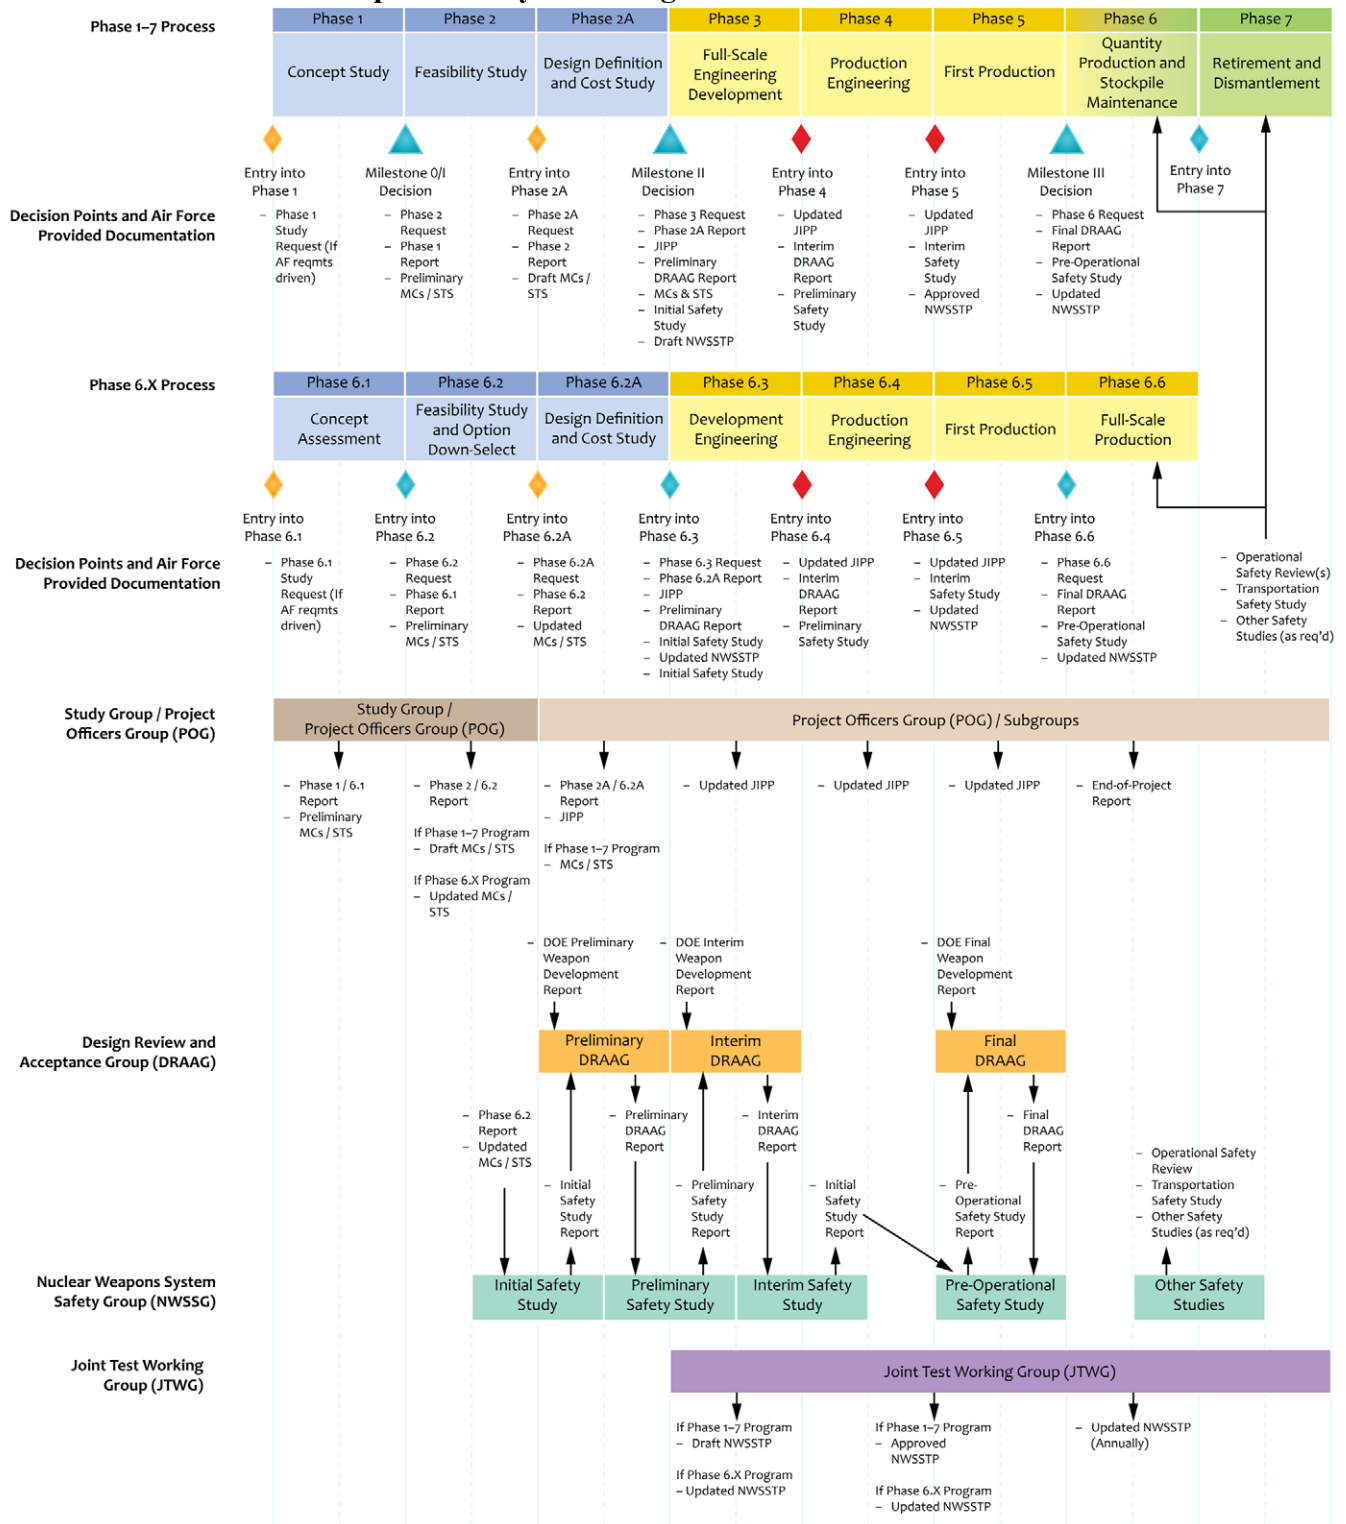 Phase 1–7 Process
Phase 1
Phase 2
Phase 2A
Phase 3
Phase 4
Phase 5
Phase 6
Phase 7
Concept Study
Feasibility Study
Design Definition
and Cost Study
Full-Scale
Engineering
Development
Production
Engineering
First Production
Quantity
Production and
Stockpile
Maintenance
Retirement and
Dismantlement
Decision Points and Air Force
Provided Documentation
Entry into
Phase 1
– Phase 1
Study
Request (If
AF reqmts
driven)
Milestone 0/I
Decision
– Phase 2
Request
– Phase 1
Report
– Preliminary
MCs / STS
Entry into
Phase 2A
– Phase 2A
Request
– Phase 2
Report
– Draft MCs /
STS
Milestone II
Decision
– Phase 3 Request
– Phase 2A Report
– JIPP
– Preliminary
DRAAG Report
– MCs & STS
– Initial Safety
Study
– Draft NWSSTP
Entry into
Phase 4
– Updated
JIPP
– Interim
DRAAG
Report
– Preliminary
Safety
Study
Entry into
Phase 5
– Updated
JIPP
– Interim
Safety
Study
– Approved
NWSSTP
Milestone III
Decision
– Phase 6 Request
– Final DRAAG
Report
– Pre-Operational
Safety Study
– Updated
NWSSTP
Entry into
Phase 7
Phase 6.X Process
Phase 6.1
Phase 6.2
Phase 6.2A
Phase 6.3
Phase 6.4
Phase 6.5
Phase 6.6
Concept
Assessment
Feasibility Study
and Option
Down-Select
Design Definition
and Cost Study
Development
Engineering
Production
Engineering
First Production
Full-Scale
Production
Decision Points and Air Force
Provided Documentation
Entry into
Phase 6.1
– Phase 6.1
Study
Request (If
AF reqmts
driven)
Entry into
Phase 6.2
– Phase 6.2
Request
– Phase 6.1
Report
– Preliminary
MCs / STS
Entry into
Phase 6.2A
– Phase 6.2A
Request
– Phase 6.2
Report
– Updated
MCs / STS
Entry into
Phase 6.3
– Phase 6.3 Request
– Phase 6.2A Report
– JIPP
– Preliminary
DRAAG Report
– Initial Safety Study
– Updated NWSSTP
– Initial Safety Study
Entry into
Phase 6.4
– Updated JIPP
– Interim
DRAAG
Report
– Preliminary
Safety Study
Entry into
Phase 6.5
– Updated JIPP
– Interim
Safety Study
– Updated
NWSSTP
Entry into
Phase 6.6
– Phase 6.6
Request
– Final DRAAG
Report
– Pre-Operational
Safety Study
– Updated NWSSTP
– Operational
Safety Review(s)
– Transportation
Safety Study
– Other Safety
Studies (as req'd)
Study Group / Project
Officers Group (POG)
Study Group /
Project Officers Group (POG)
Project Officers Group (POG) / Subgroups
– Phase 1 / 6.1
Report
– Preliminary
MCs / STS
– Phase 2 / 6.2
Report
If Phase 1–7 Program
– Draft MCs / STS
If Phase 6.X Program
– Updated MCs /
STS
– Phase 2A / 6.2A
Report
– JIPP
If Phase 1–7 Program
– MCs / STS
– Updated JIPP
– Updated JIPP
– Updated JIPP
– End-of-Project
Report
– DOE Preliminary
Weapon
Development
Report
– DOE Interim
Weapon
Development
Report
– DOE Final
Weapon
Development
Report
Design Review and
Acceptance Group (DRAAG)
Preliminary
DRAAG
Interim
DRAAG
Final
DRAAG
– Phase 6.2
Report
– Updated
MCs / STS
– Initial
Safety
Study
Report
– Preliminary
DRAAG
Report
– Preliminary
Safety
Study
Report
– Interim
DRAAG
Report
– Initial
Safety
Study
Report
– Pre-
Operational
Safety Study
Report
– Final
DRAAG
Report
– Operational Safety
Review
– Transportation
Safety Study
– Other Safety
Studies (as req'd)
Nuclear Weapons System
Safety Group (NWSSG)
Initial Safety
Study
Preliminary
Safety Study
Interim Safety
Study
Pre-Operational
Safety Study
Other Safety
Studies
Joint Test Working
Group (JTWG)
Joint Test Working Group (JTWG)
If Phase 1–7 Program
– Draft NWSSTP
If Phase 6.X Program
– Updated NWSSTP
If Phase 1–7 Program
– Approved
NWSSTP
If Phase 6.X Program
– Updated NWSSTP
– Updated NWSSTP
(Annually)